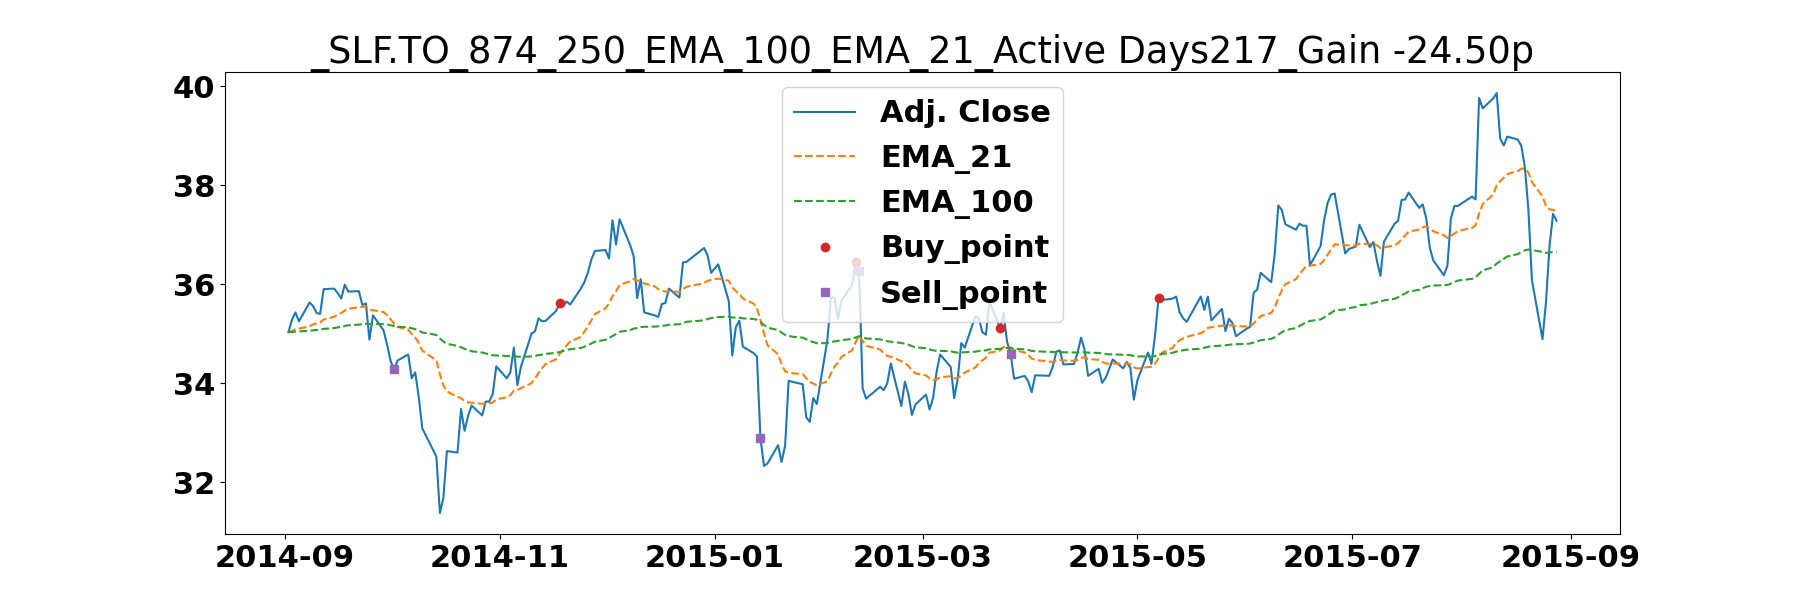 _SLF.TO_874_250_EMA_100_EMA_21_Active Days217_Gain -24.50p
40
38
36
34
32
Adj. Close
EMA_21
EMA_100
Buy_point
Sell_point
2014-09 2014-11 2015-01 2015-03 2015-05 2015-07 2015-09